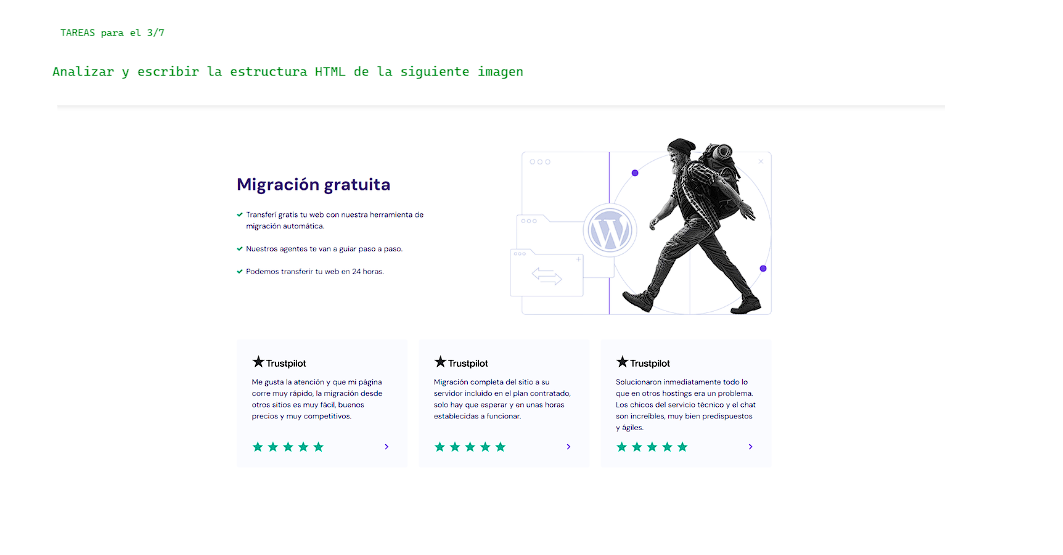 TAREAS para el 3/7
Analizar y escribir la estructura HTML de la siguiente imagen
Migración gratuita
Transferí gratis tu web con nuestra herramienta de
migración automática.
Nuestros agentes te van a guiar paso a paso.
Podemos transferir tu web en 24 horas.
Trustpilot
Me gusta la atención y que mi página
corre muy rápido, la migración desde
otros sitios es muy fácil, buenos
precios y muy competitivos.
Trustpilot
Migración completa del sitio a su
servidor incluido en el plan contratado,
solo hay que esperar y en unas horas
establecidas a funcionar.
Trustpilot
Solucionaron inmediatamente todo lo
que en otros hostings era un problema.
Los chicos del servicio técnico y el chat
son increíbles, muy bien predispuestos
y ágiles.